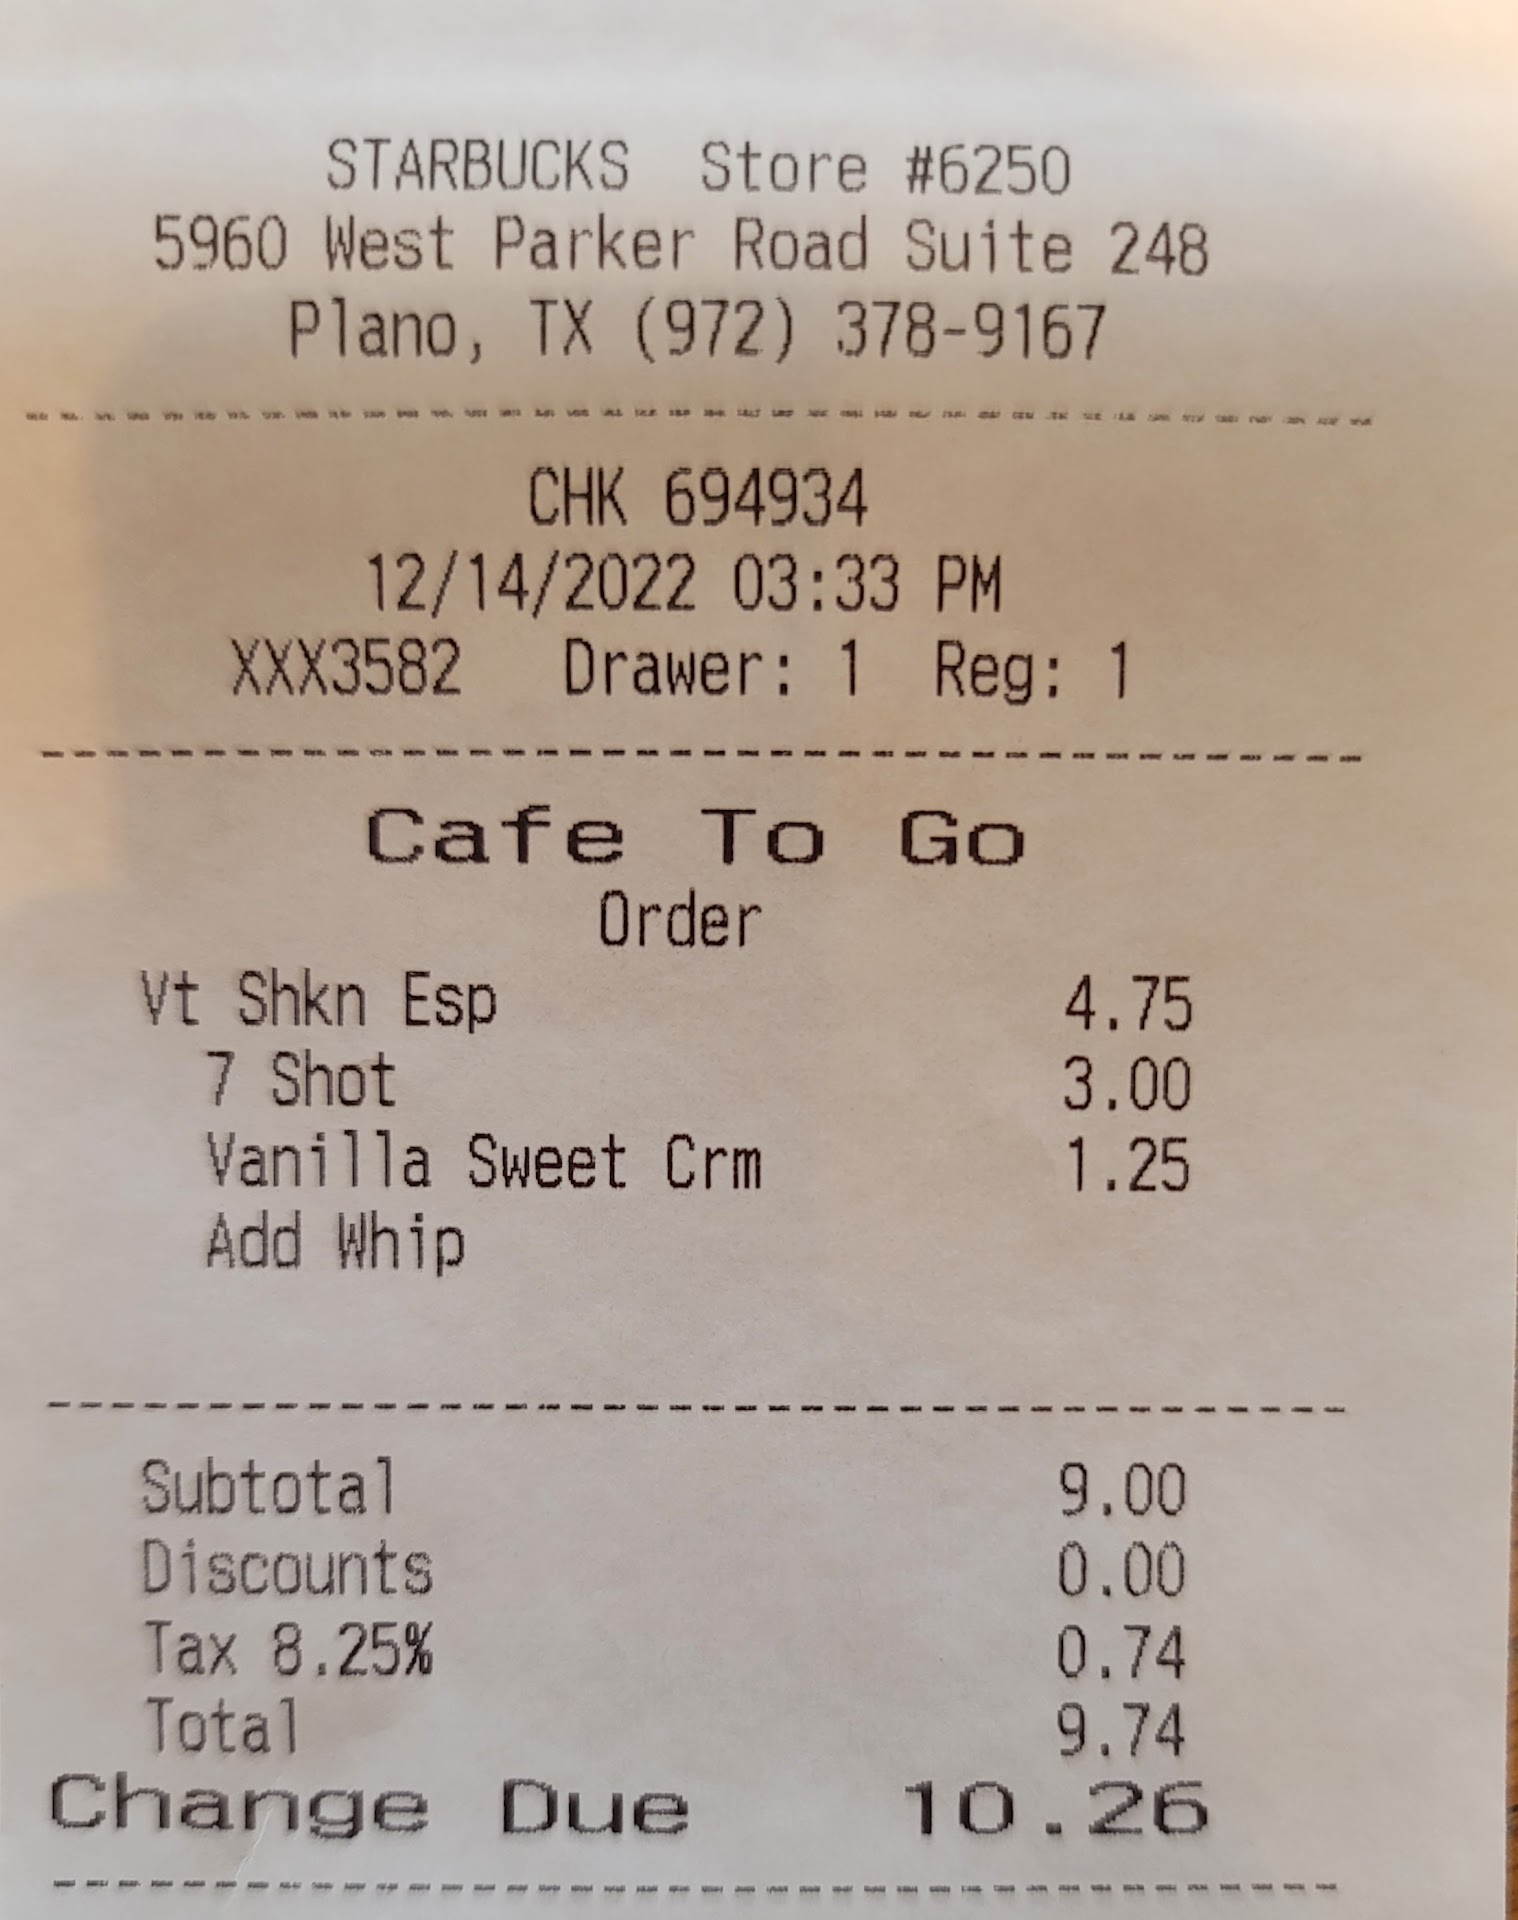 STARBUCKS Store #6250
5960 West Parker Road Suite 248
Plano, TX (972) 378-9167
CHK 694934
12/14/2022 03:33 PM
XXX3582 Drawer: 1 Reg: 1
Cafe To Go
Order
Vt Shkn Esp 4.75
7 Shot 3.00
Vanilla Sweet Crm 1.25
Add Whip
Subtotal 9.00
Discounts 0.00
Tax 8.25% 0.74
Total 9.74
Change Due 10.26